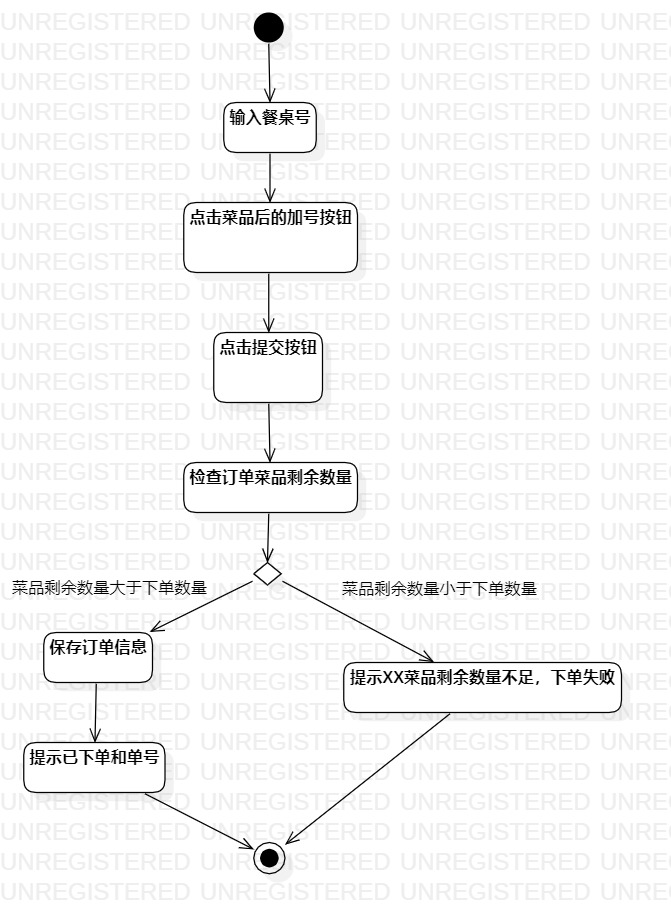 输入餐桌号
点击菜品后的加号按钮
点击提交按钮
检查订单菜品剩余数量
菜品剩余数量大于下单数量
菜品剩余数量小于下单数量
保存订单信息
提示XX菜品剩余数量不足，下单失败
提示已下单和单号
UNREGISTERED